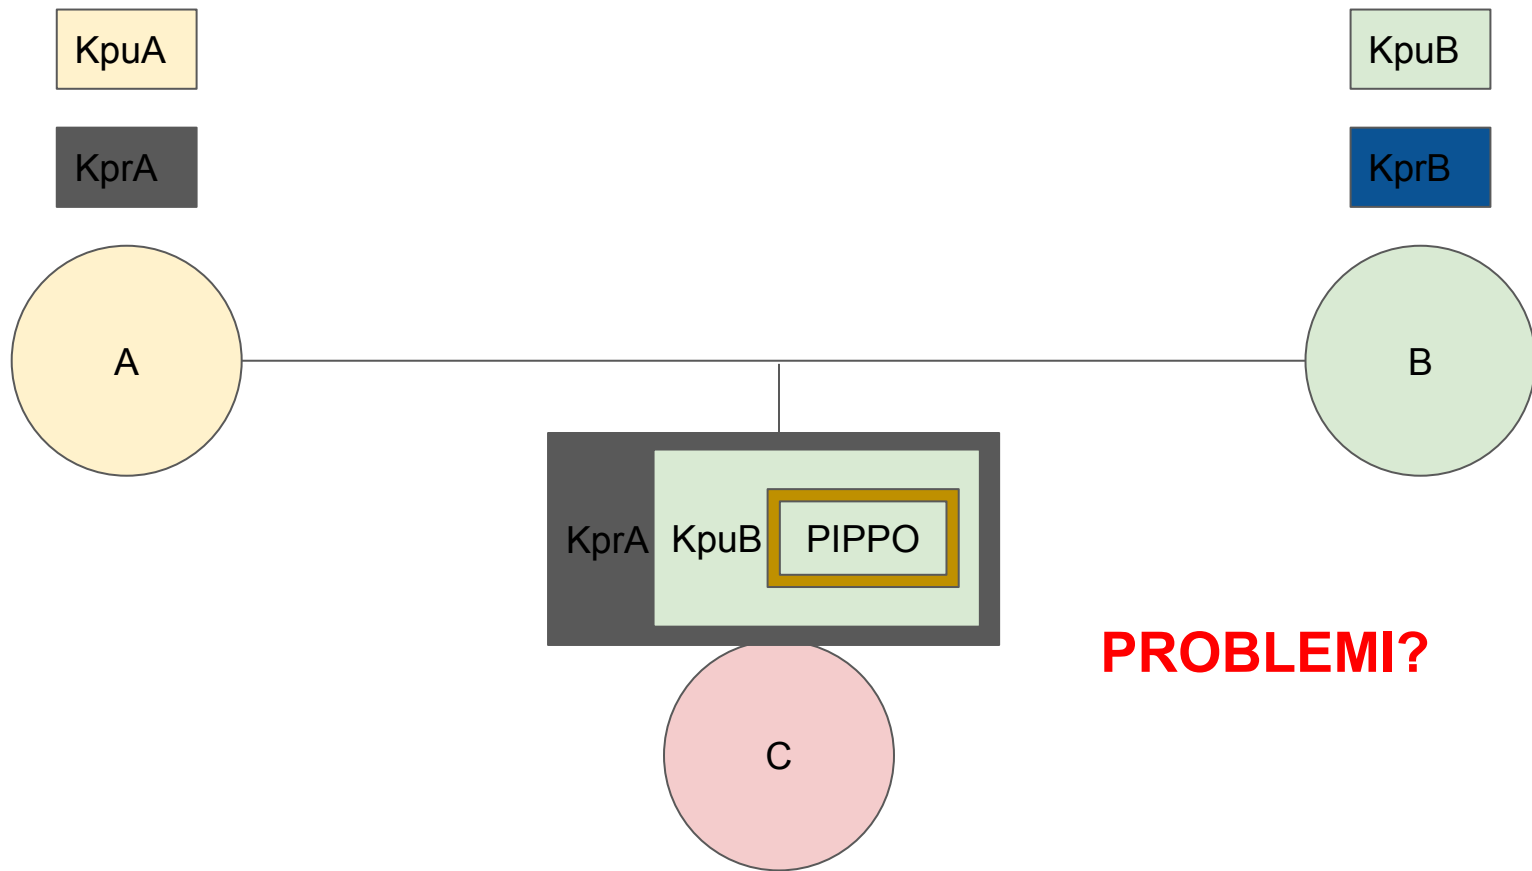 KpuA
KpuB
KprA
KprB
A
B
KprA KpuB PIPPO
PROBLEMI?
C